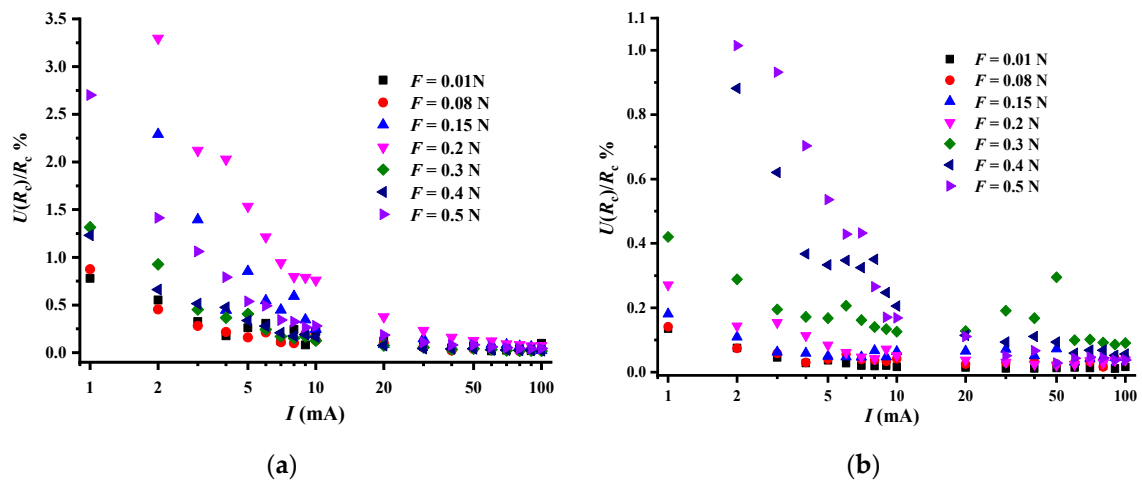 3.5
3.0
2.5
2.0
1.5
1.0
0.5
0.0
U(Rc)/Rc %
F = 0.01N
F = 0.08 N
F = 0.15 N
F = 0.2 N
F = 0.3 N
F = 0.4 N
F = 0.5 N
1 2 5 10 20 50 100
I (mA)
(a)
1.1
1.0
0.8
0.6
0.4
0.2
0.0
U(Rc)/Rc %
F = 0.01 N
F = 0.08 N
F = 0.15 N
F = 0.2 N
F = 0.3 N
F = 0.4 N
F = 0.5 N
1 2 5 10 20 50 100
I (mA)
(b)